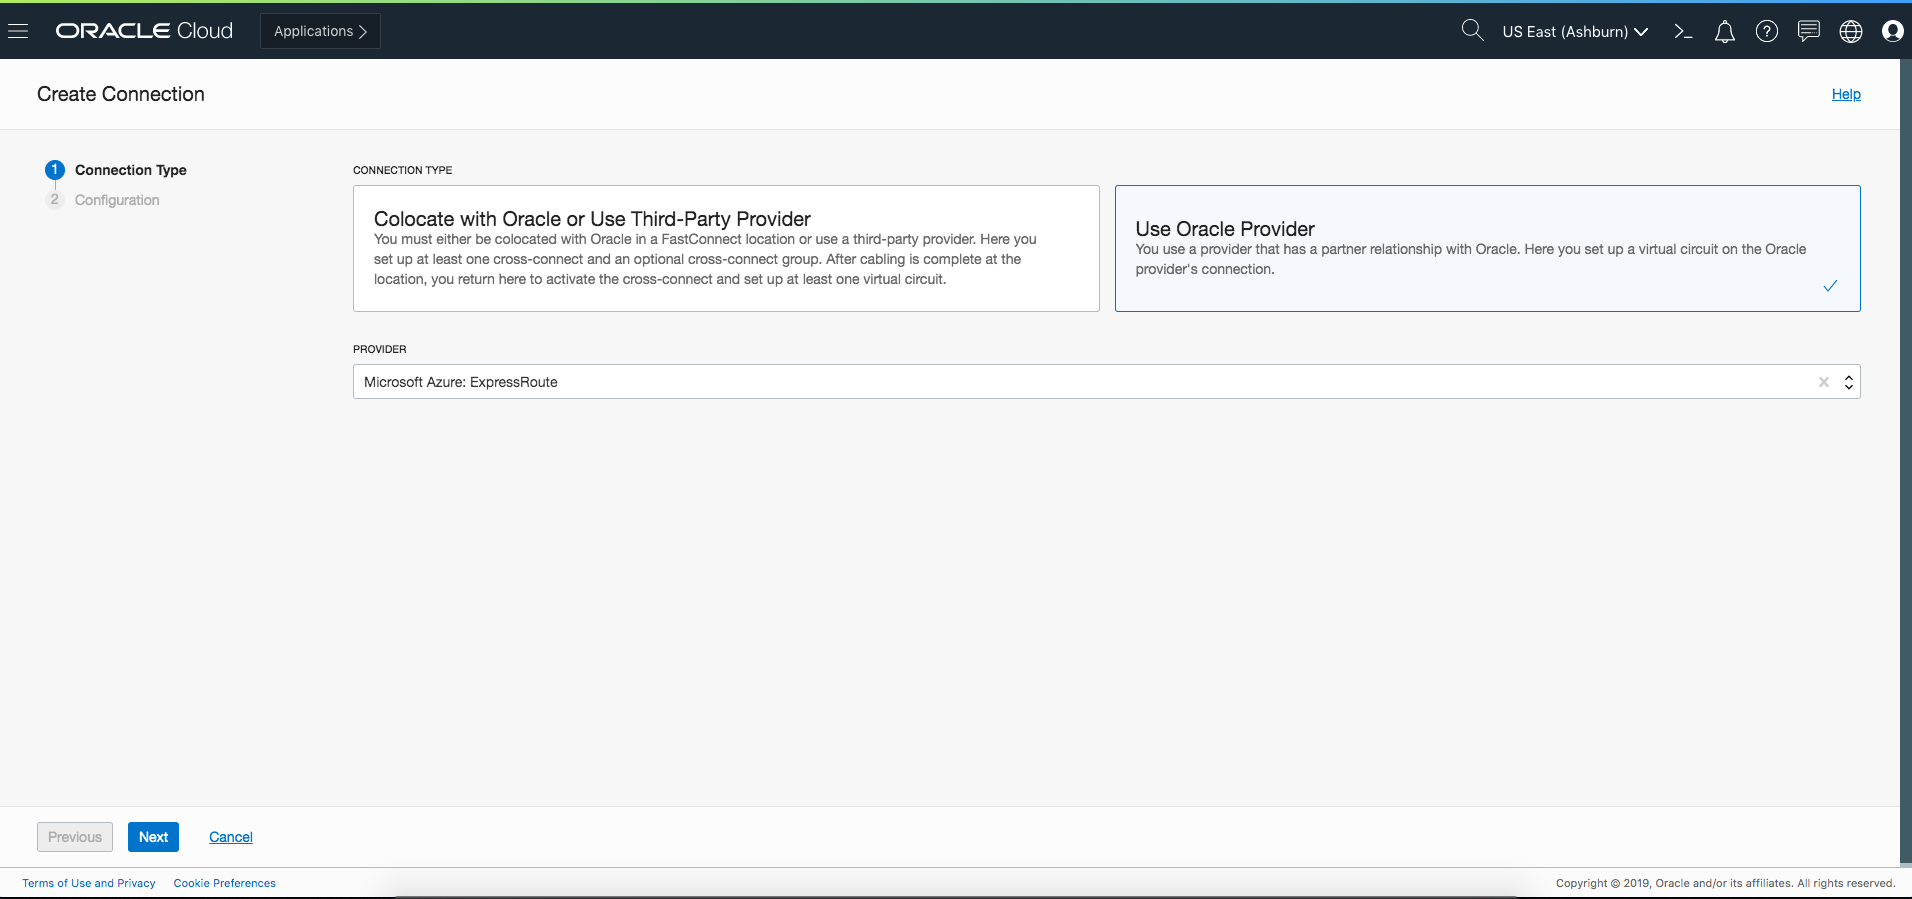 ORACLE Cloud
Applications
US East (Ashburn)
Create Connection
Help
1 Connection Type
2 Configuration
CONNECTION TYPE
Colocate with Oracle or Use Third-Party Provider
You must either be colocated with Oracle in a FastConnect location or use a third-party provider. Here you
set up at least one cross-connect and an optional cross-connect group. After cabling is complete at the
location, you return here to activate the cross-connect and set up at least one virtual circuit.
Use Oracle Provider
You use a provider that has a partner relationship with Oracle. Here you set up a virtual circuit on the Oracle
provider's connection.
PROVIDER
Microsoft Azure: ExpressRoute
Previous
Next
Cancel
Terms of Use and Privacy
Cookie Preferences
Copyright © 2019, Oracle and/or its affiliates. All rights reserved.